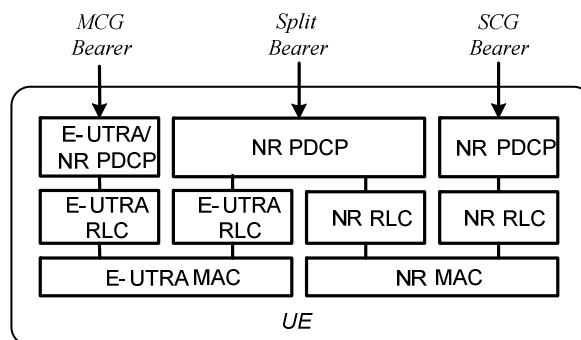 MCG Bearer
Split Bearer
SCG Bearer
E-UTRA/ NR PDCP
NR PDCP
NR PDCP
E-UTRA RLC
E-UTRA RLC
NR RLC
NR RLC
E-UTRA MAC
NR MAC
UE